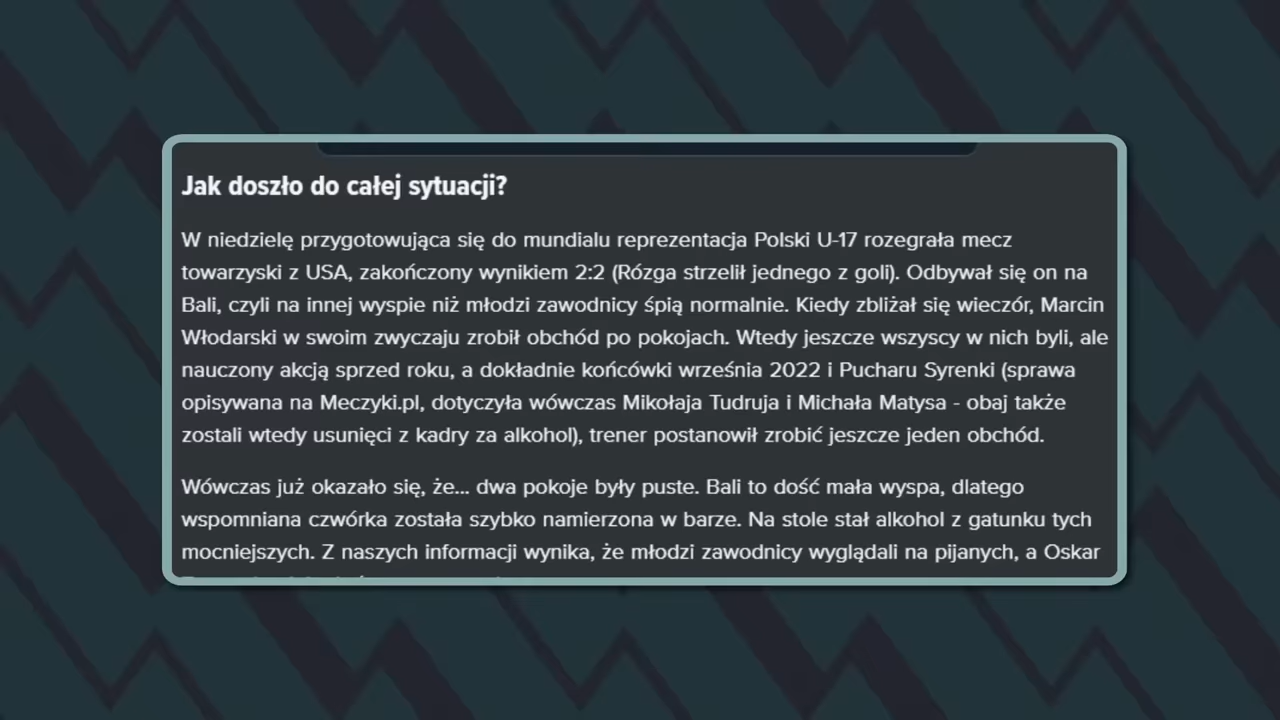 Jak doszło do całej sytuacji?
W niedzielę przygotowująca się do mundialu reprezentacja Polski U-17 rozegrała mecz
towarzyski z USA, zakończony wynikiem 2:2 (Rózga strzelił jednego z goli). Odbywał się on na
Bali, czyli na innej wyspie niż młodzi zawodnicy śpią normalnie. Kiedy zbliżał się wieczór, Marcin
Włodarski w swoim zwyczaju zrobił obchód po pokojach. Wtedy jeszcze wszyscy w nich byli, ale
nauczony akcją sprzed roku, a dokładnie końcówki września 2022 i Pucharu Syrenki (sprawa
opisywana na Meczyki.pl, dotyczyła wówczas Mikołaja Tudruja i Michała Matysa - obaj także
zostali wtedy usunięci z kadry za alkohol), trener postanowił zrobić jeszcze jeden obchód.
Wówczas już okazało się, że... dwa pokoje były puste. Bali to dość mała wyspa, dlatego
wspomniana czwórka została szybko namierzona w barze. Na stole stał alkohol z gatunku tych
mocniejszych. Z naszych informacji wynika, że młodzi zawodnicy wyglądali na pijanych, a Oskar